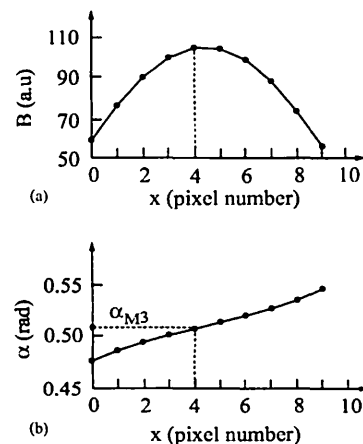 110
90
70
50
B (a.u)
0 2 4 6 8 10
x (pixel number)
(a)
0.55
0.50
0.45
α (rad)
αM3
0 2 4 6 8 10
x (pixel number)
(b)